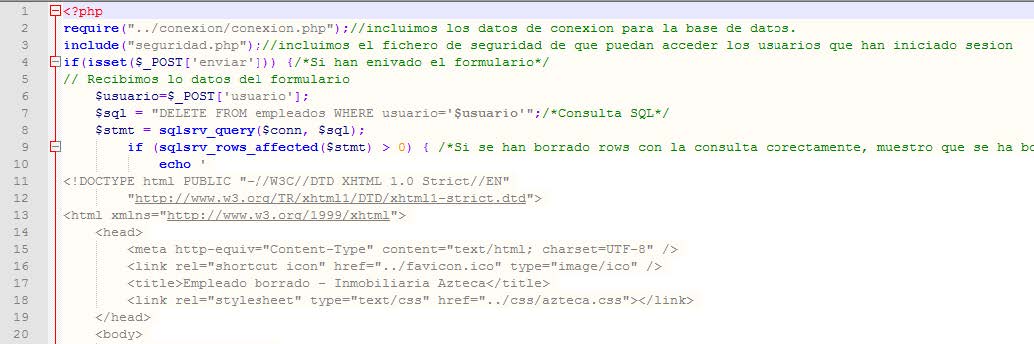 1 <?php
2 require("../conexion/conexion.php");//incluimos los datos de conexion para la base de datos.
3 include("seguridad.php");//incluimos el fichero de seguridad de que puedan acceder los usuarios que han iniciado sesion
4 if(isset($_POST['enviar'])) {/*Si han enivado el formulario*/
5 // Recibimos lo datos del formulario
6 $usuario=$_POST['usuario'];
7 $sql = "DELETE FROM empleados WHERE usuario='$usuario'";/*Consulta SQL*/
8 $stmt = sqlsrv_query($conn, $sql);
9 if (sqlsrv_rows_affected($stmt) > 0) { /*Si se han borrado rows con la consulta correctamente, muestro que se ha bo
10 echo '
11 <!DOCTYPE html PUBLIC "-//W3C//DTD XHTML 1.0 Strict//EN"
12 "http://www.w3.org/TR/xhtml1/DTD/xhtml1-strict.dtd">
13 <html xmlns="http://www.w3.org/1999/xhtml">
14 <head>
15 <meta http-equiv="Content-Type" content="text/html; charset=UTF-8" />
16 <link rel="shortcut icon" href="../favicon.ico" type="image/ico" />
17 <title>Empleado borrado - Inmobiliaria Azteca</title>
18 <link rel="stylesheet" type="text/css" href="../css/azteca.css"></link>
19 </head>
20 <body>